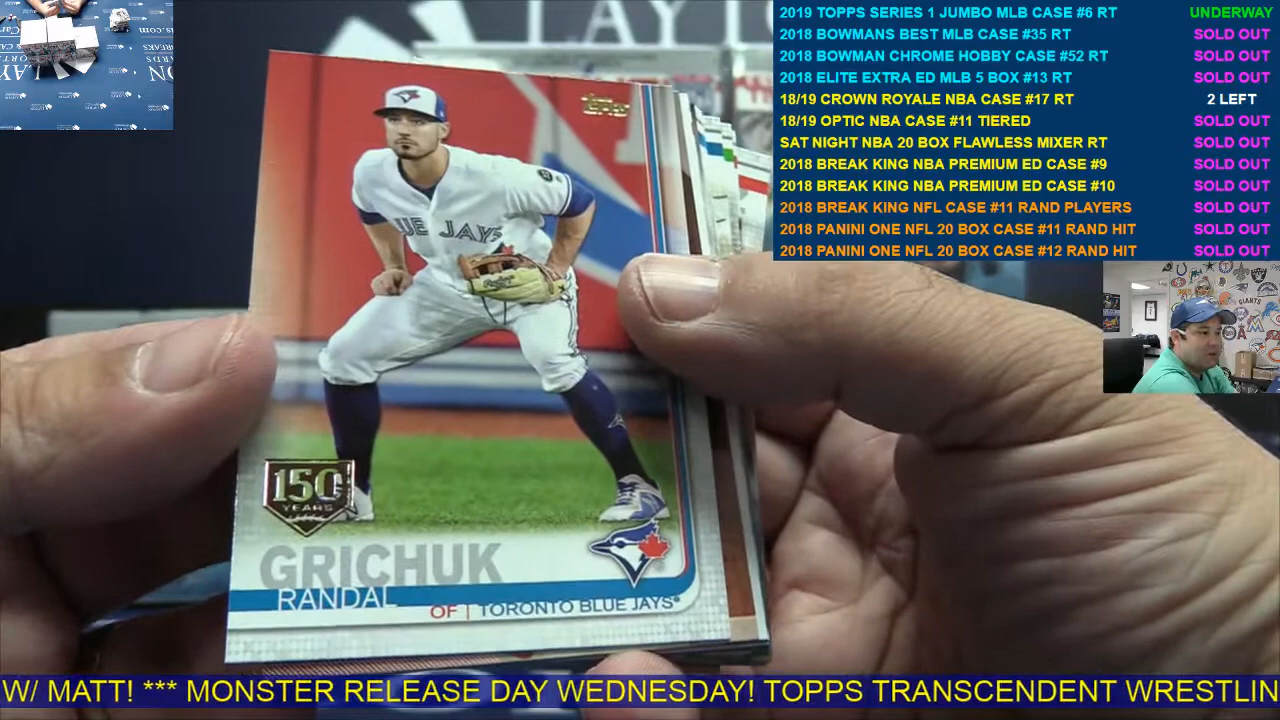 2019 TOPPS SERIES 1 JUMBO MLB CASE #6 RT UNDERWAY
2018 BOWMANS BEST MLB CASE #35 RT SOLD OUT
2018 BOWMAN CHROME HOBBY CASE #52 RT SOLD OUT
2018 ELITE EXTRA ED MLB 5 BOX #13 RT SOLD OUT
18/19 CROWN ROYALE NBA CASE #17 RT 2 LEFT
18/19 OPTIC NBA CASE #11 TIERED SOLD OUT
SAT NIGHT NBA 20 BOX FLAWLESS MIXER RT SOLD OUT
2018 BREAK KING NBA PREMIUM ED CASE #9 SOLD OUT
2018 BREAK KING NBA PREMIUM ED CASE #10 SOLD OUT
2018 BREAK KING NFL CASE #11 RAND PLAYERS SOLD OUT
2018 PANINI ONE NFL 20 BOX CASE #11 RAND HIT SOLD OUT
2018 PANINI ONE NFL 20 BOX CASE #12 RAND HIT SOLD OUT
LAYTON
Topps
BLUE JAYS
GIANTS
150
YEARS
GRICHUK
RANDAL
OF | TORONTO BLUE JAYS
W/ MATT! *** MONSTER RELEASE DAY WEDNESDAY! TOPPS TRANSCENDENT WRESTLIN